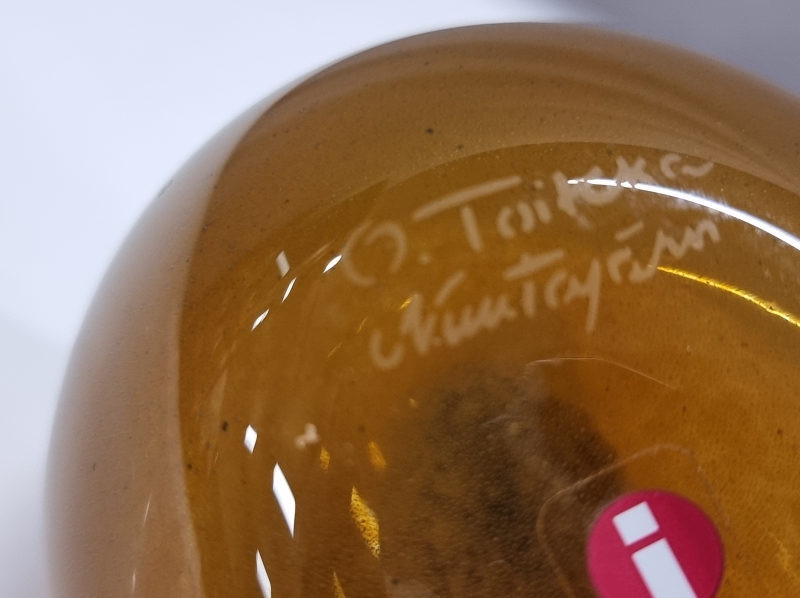 O. Toikka
Nuutajärvi
i